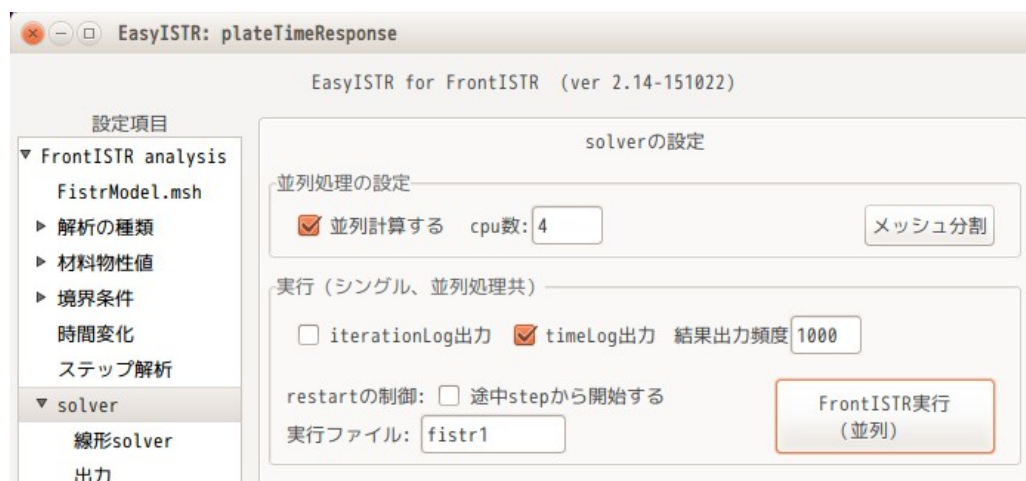 EasyISTR: plateTimeResponse
EasyISTR for FrontISTR (ver 2.14-151022)
設定項目
FrontISTR analysis
FistrModel.msh
解析の種類
材料物性値
境界条件
時間変化
ステップ解析
solver
線形solver
出力
solverの設定
並列処理の設定
並列計算する cpu数: 4
メッシュ分割
実行（シングル、並列処理共）
iterationLog出力 timeLog出力 結果出力頻度 1000
restartの制御: 途中stepから開始する
実行ファイル: fistr1
FrontISTR実行
(並列)